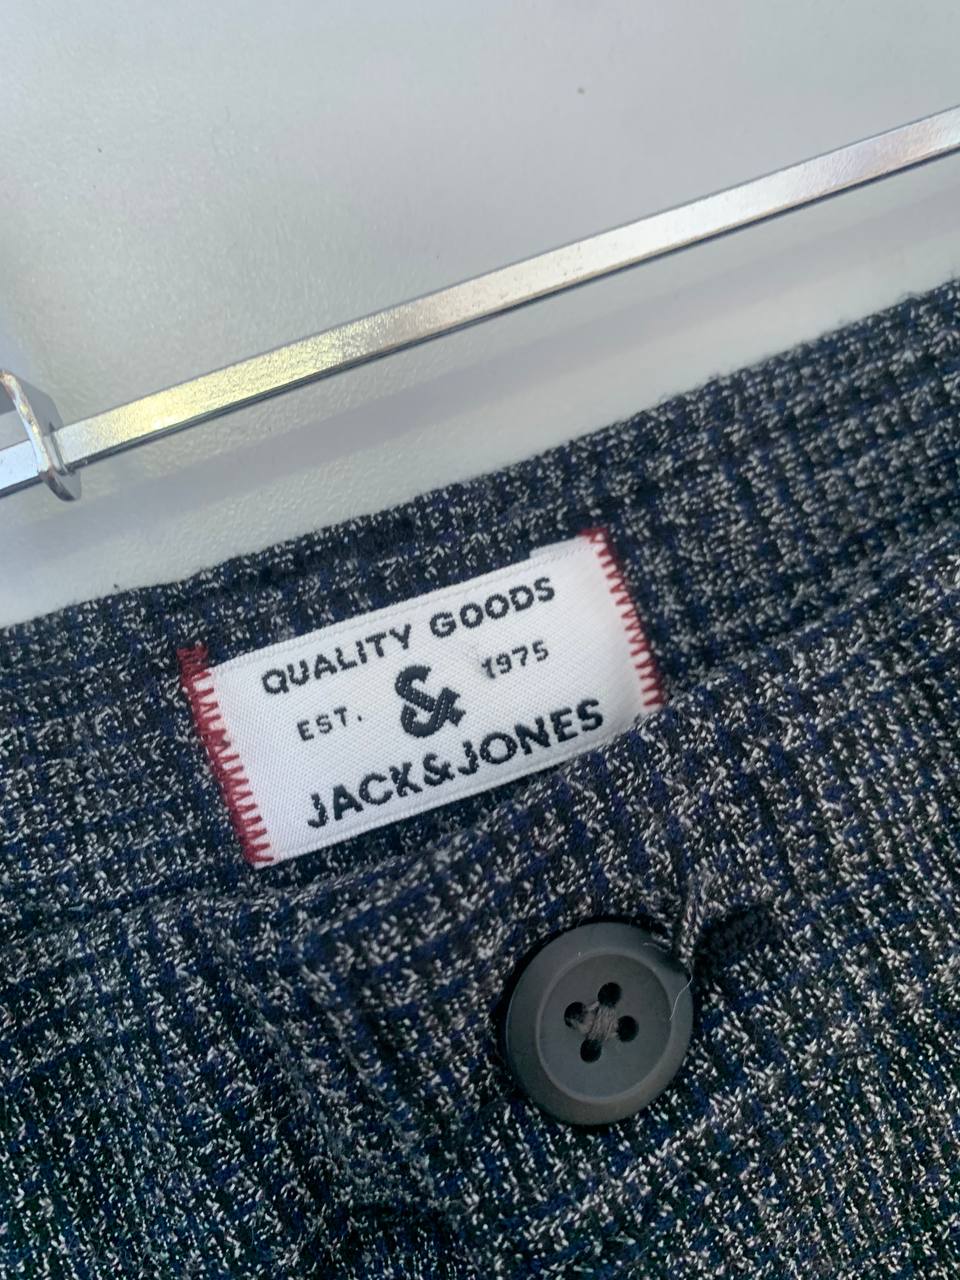 QUALITY GOODS
EST. & 1975
JACK&JONES